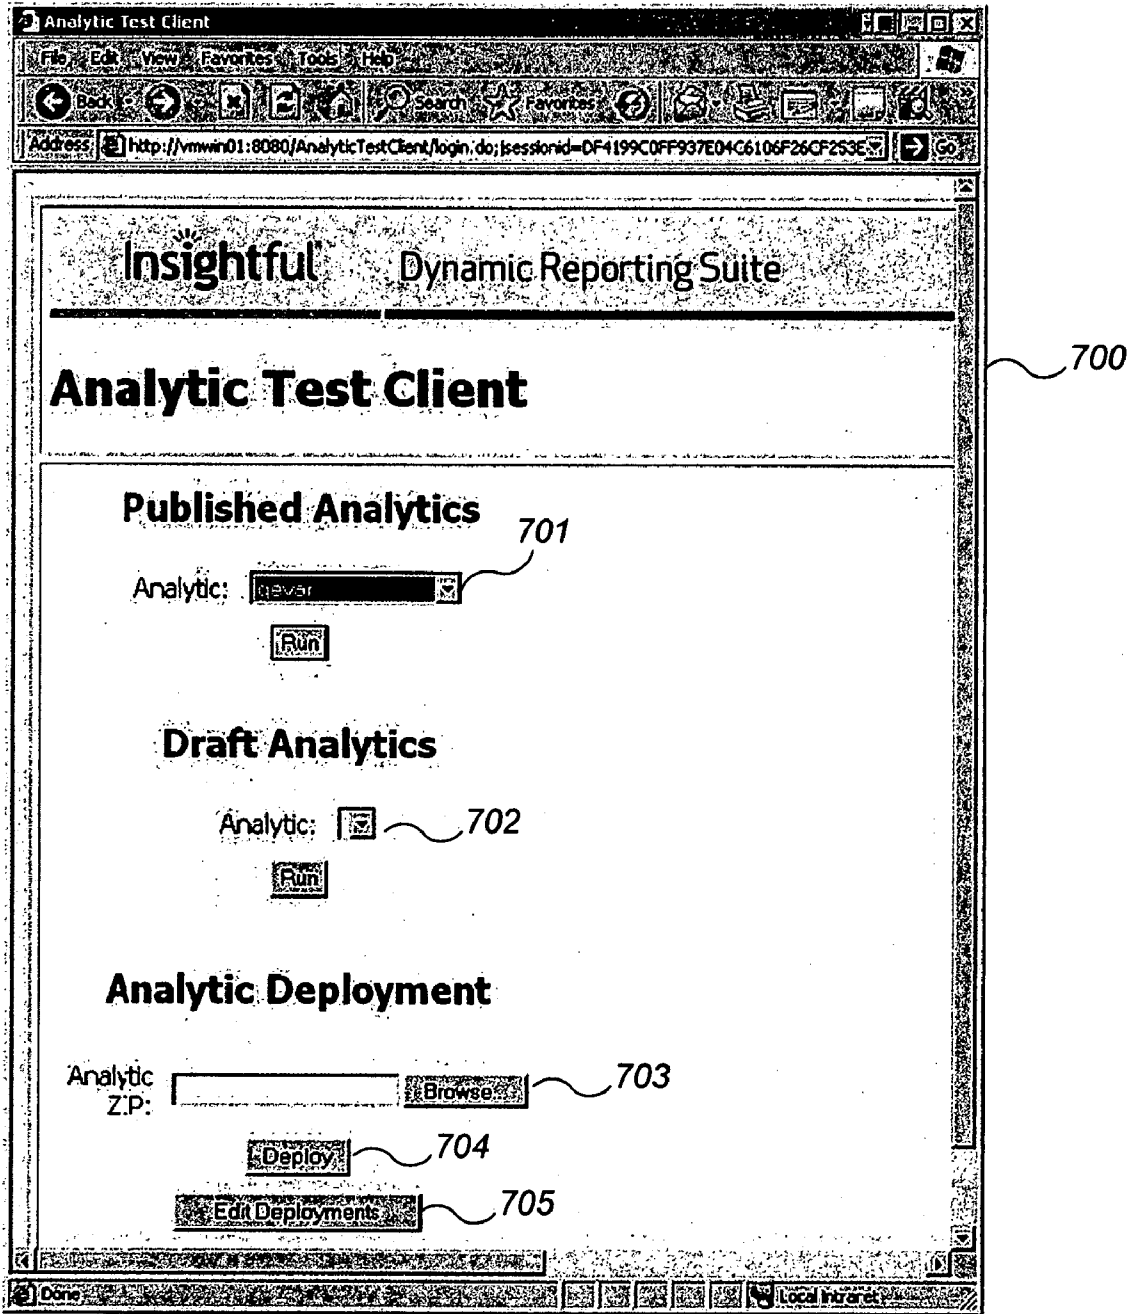 Analytic Test Client
File Edit View Favorites Tools Help
Back Search Favorites
Address http://vmwin01:8080/AnalyticTestClient/login.do;jsessionid=DF4199C0FF937E04C6106F26CF253E Go
Insightful Dynamic Reporting Suite
Analytic Test Client
700
Published Analytics
701
Analytic:
Run
Draft Analytics
Analytic: 702
Run
Analytic Deployment
Analytic
ZIP: Browse... 703
Deploy 704
Edit Deployments 705
Done Local intranet